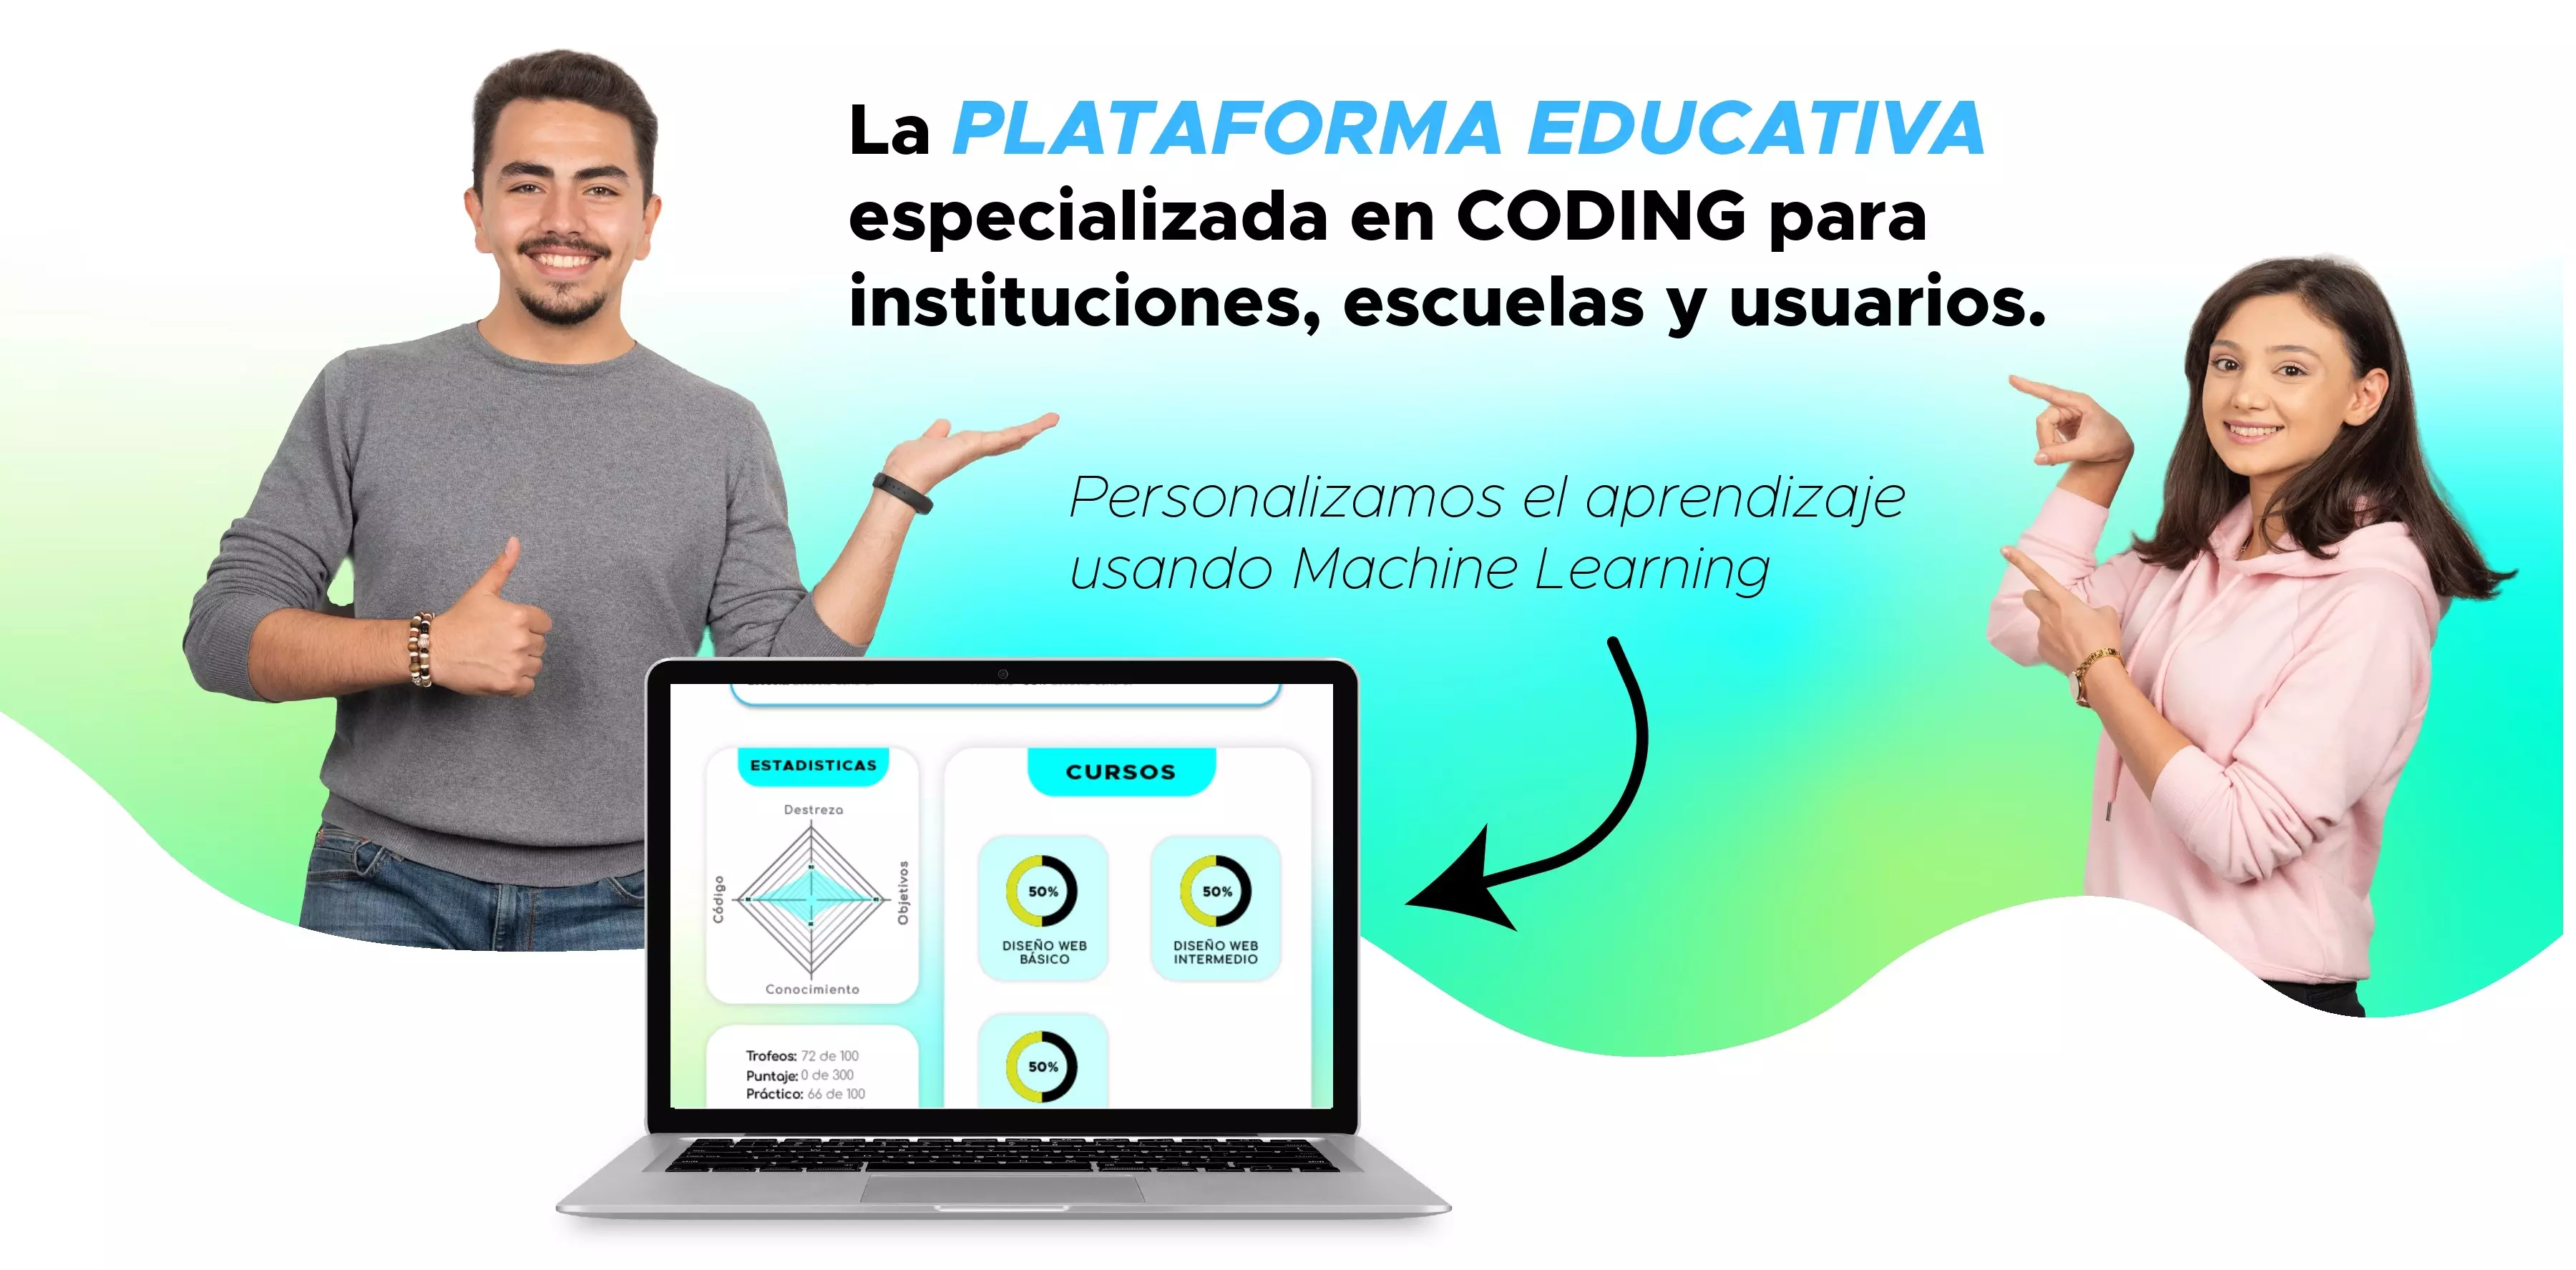 La PLATAFORMA EDUCATIVA
especializada en CODING para
instituciones, escuelas y usuarios.
Personalizamos el aprendizaje
usando Machine Learning
ESTADISTICAS
Destreza
Código
Objetivos
Conocimiento
Trofeos: 72 de 100
Puntaje: 0 de 300
Práctico: 66 de 100
CURSOS
50%
DISEÑO WEB
BÁSICO
50%
DISEÑO WEB
INTERMEDIO
50%